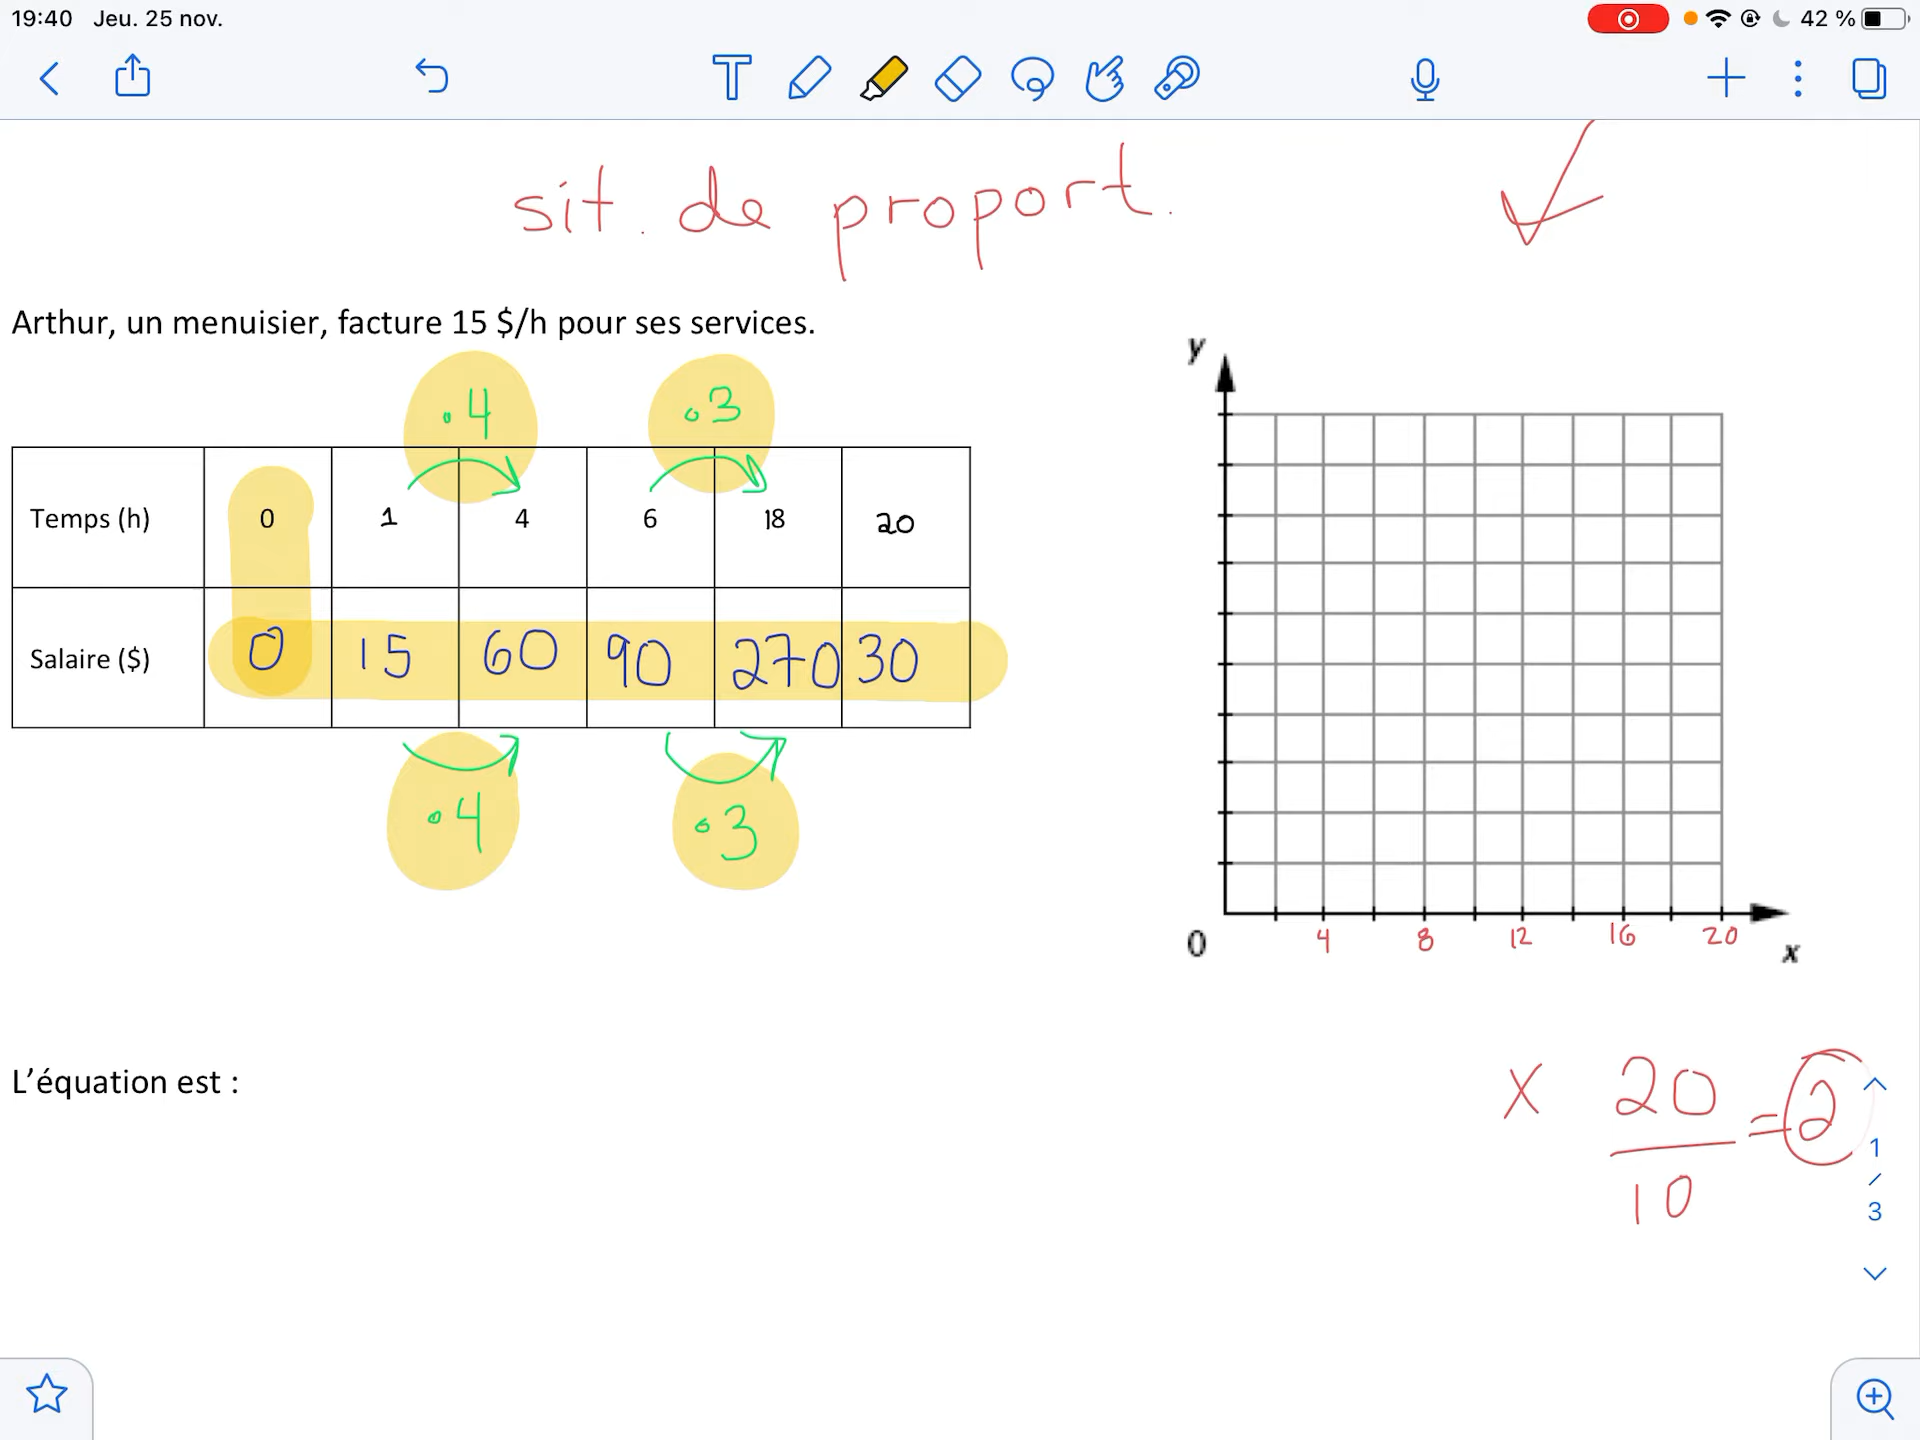 19:40 Jeu. 25 nov. 42 %
sit. de proport.
Arthur, un menuisier, facture 15 $/h pour ses services.
.4 .3
Temps (h) 0 1 4 6 18 20
Salaire ($) 0 15 60 90 270 30
.4 .3
y
0 4 8 12 16 20 x
L'équation est :
x 20/10 = 2
1/3